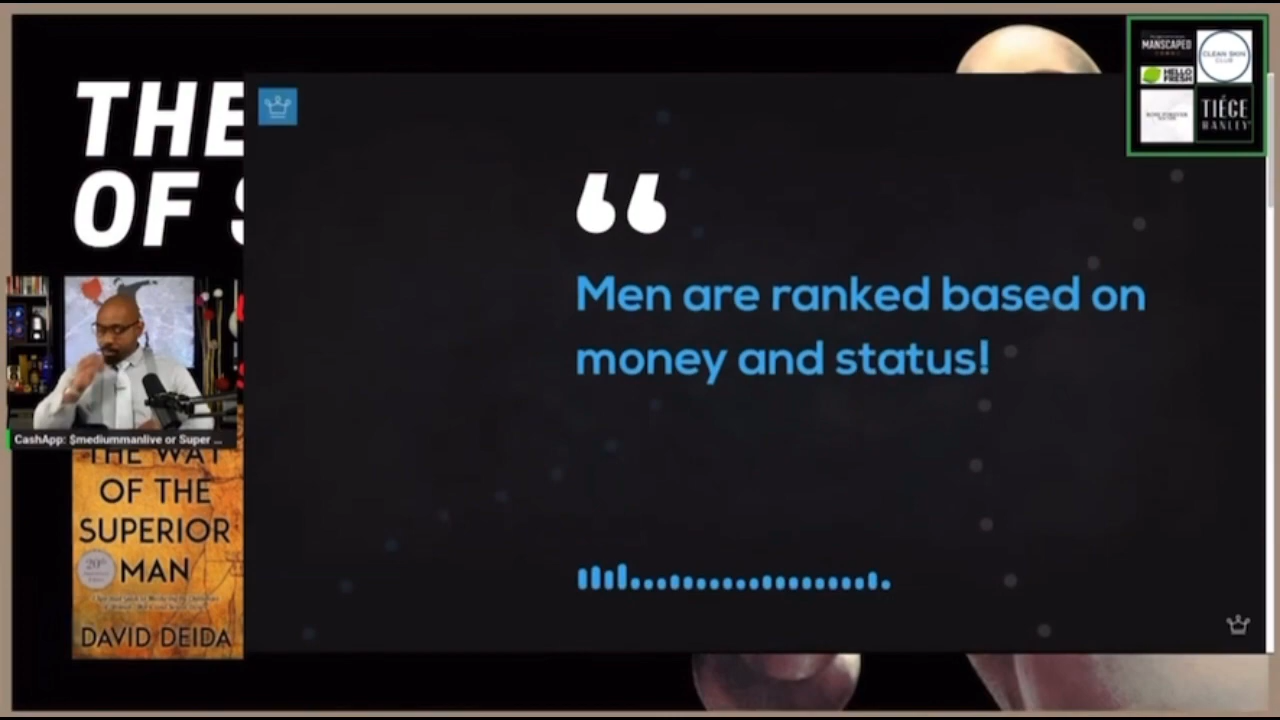 THE
OF S
MANSCAPED
CLEAN SKIN
CLUB
HELLO
FRESH
TIÉGE
HANLEY
“
Men are ranked based on
money and status!
CashApp: $mediummanlive or Super ...
THE WAY
OF THE
SUPERIOR
MAN
20th
DAVID DEIDA